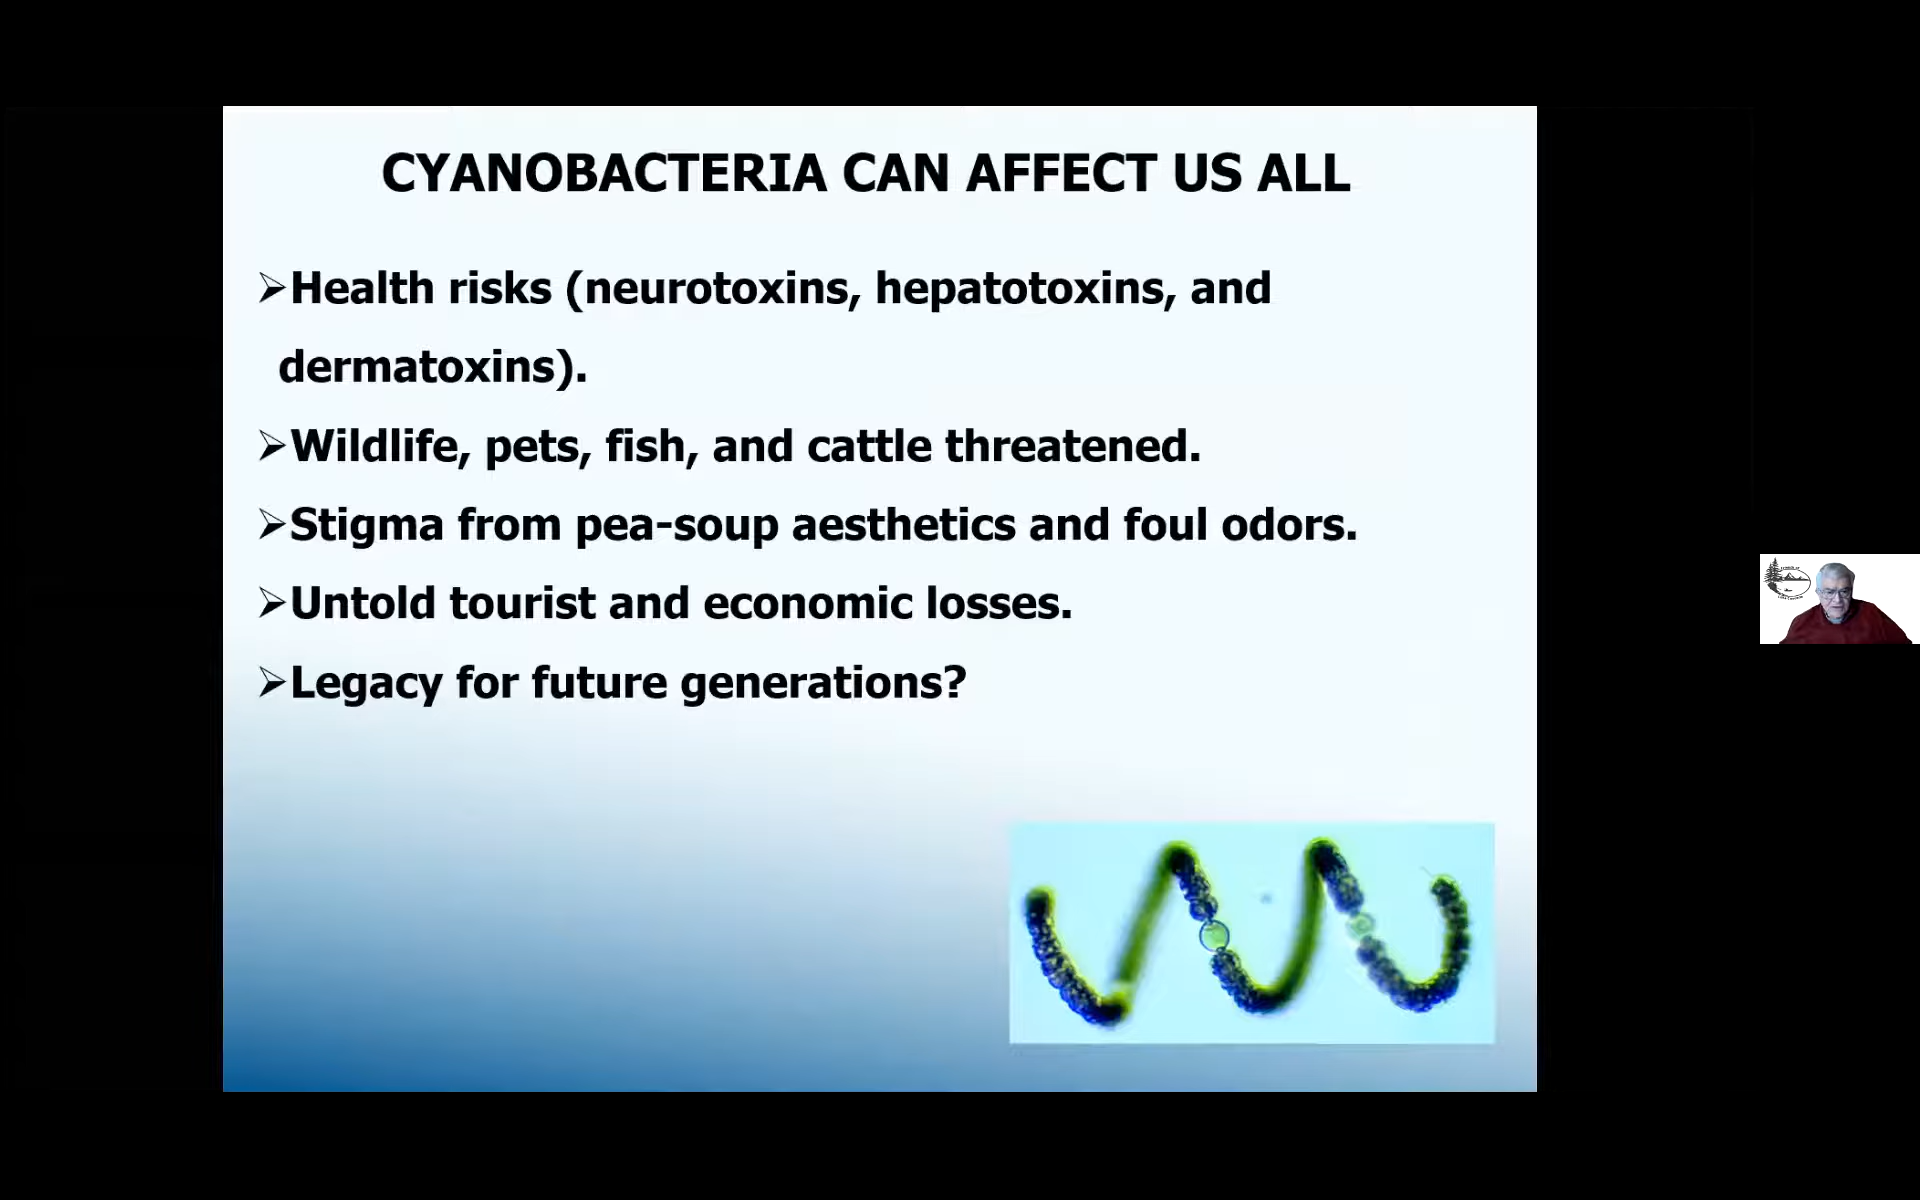 CYANOBACTERIA CAN AFFECT US ALL
➢Health risks (neurotoxins, hepatotoxins, and
dermatoxins).
➢Wildlife, pets, fish, and cattle threatened.
➢Stigma from pea-soup aesthetics and foul odors.
➢Untold tourist and economic losses.
➢Legacy for future generations?